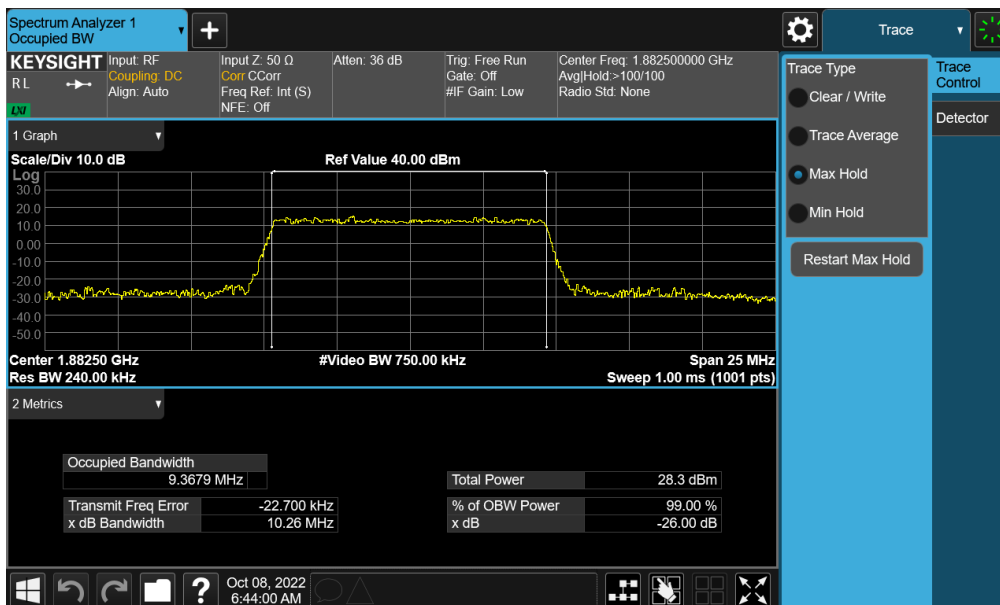 Spectrum Analyzer 1
Occupied BW
▼
+
Trace
▼
KEYSIGHT
RL
LXI
Input: RF
Coupling: DC
Align: Auto
Input Z: 50 Ω
Corr CCorr
Freq Ref: Int (S)
NFE: Off
Atten: 36 dB
Trig: Free Run
Gate: Off
#IF Gain: Low
Center Freq: 1.882500000 GHz
Avg|Hold:>100/100
Radio Std: None
Trace Type
Clear / Write
Trace Average
Max Hold
Min Hold
Restart Max Hold
Trace
Control
Detector
1 Graph ▼
Scale/Div 10.0 dB
Ref Value 40.00 dBm
Log
30.0
20.0
10.0
0.00
-10.0
-20.0
-30.0
-40.0
-50.0
Center 1.88250 GHz
#Video BW 750.00 kHz
Span 25 MHz
Res BW 240.00 kHz
Sweep 1.00 ms (1001 pts)
2 Metrics ▼
Occupied Bandwidth
9.3679 MHz
Total Power 28.3 dBm
Transmit Freq Error -22.700 kHz
% of OBW Power 99.00 %
x dB Bandwidth 10.26 MHz
x dB -26.00 dB
?
Oct 08, 2022
6:44:00 AM